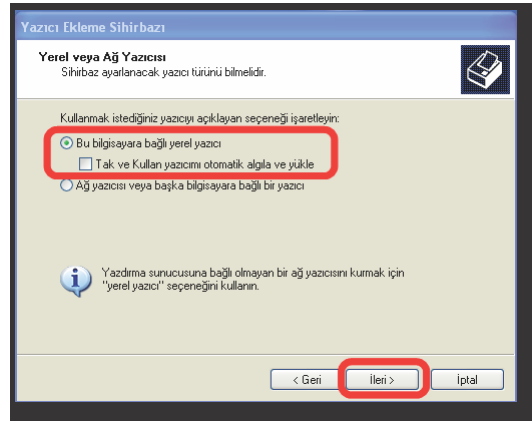 Yazıcı Ekleme Sihirbazı
Yerel veya Ağ Yazıcısı
Sihirbaz ayarlanacak yazıcı türünü bilmelidir.
Kullanmak istediğiniz yazıcıyı açıklayan seçeneği işaretleyin:
Bu bilgisayara bağlı yerel yazıcı
Tak ve Kullan yazıcımı otomatik algıla ve yükle
Ağ yazıcısı veya başka bilgisayara bağlı bir yazıcı
Yazdırma sunucusuna bağlı olmayan bir ağ yazıcısını kurmak için
"yerel yazıcı" seçeneğini kullanın.
< Geri İleri > İptal